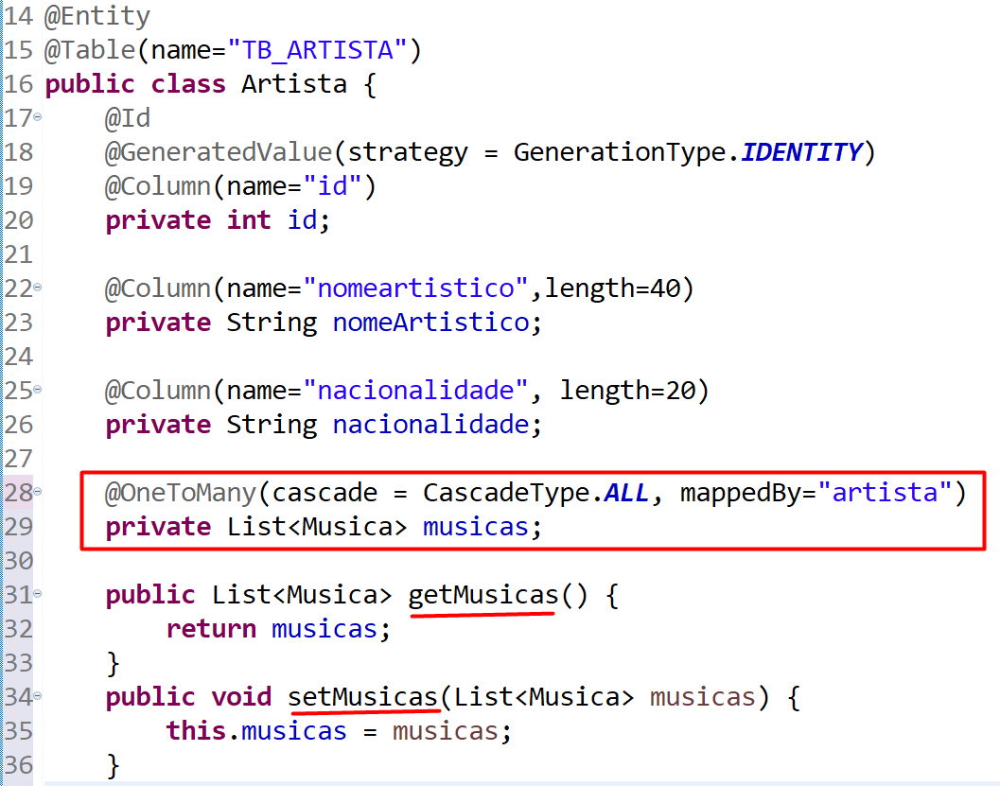 14 @Entity
15 @Table(name="TB_ARTISTA")
16 public class Artista {
17 @Id
18 @GeneratedValue(strategy = GenerationType.IDENTITY)
19 @Column(name="id")
20 private int id;
21
22 @Column(name="nomeartistico",length=40)
23 private String nomeArtistico;
24
25 @Column(name="nacionalidade", length=20)
26 private String nacionalidade;
27
28 @OneToMany(cascade = CascadeType.ALL, mappedBy="artista")
29 private List<Musica> musicas;
30
31 public List<Musica> getMusicas() {
32 return musicas;
33 }
34 public void setMusicas(List<Musica> musicas) {
35 this.musicas = musicas;
36 }